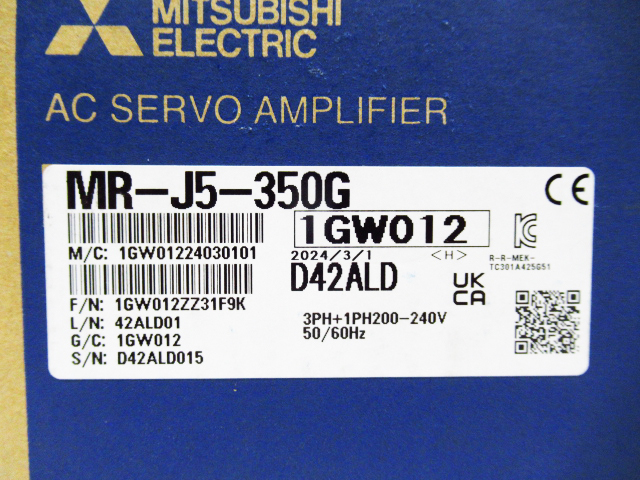 MITSUBISHI
ELECTRIC
AC SERVO AMPLIFIER
MR-J5-350G
CE
1GW012
M/C: 1GW01224030101
2024/3/1 <H>
R-R-MEK-
TC301A425G51
D42ALD
UK
CA
F/N: 1GW012ZZ31F9K
L/N: 42ALD01
G/C: 1GW012
S/N: D42ALD015
3PH+1PH200-240V
50/60Hz